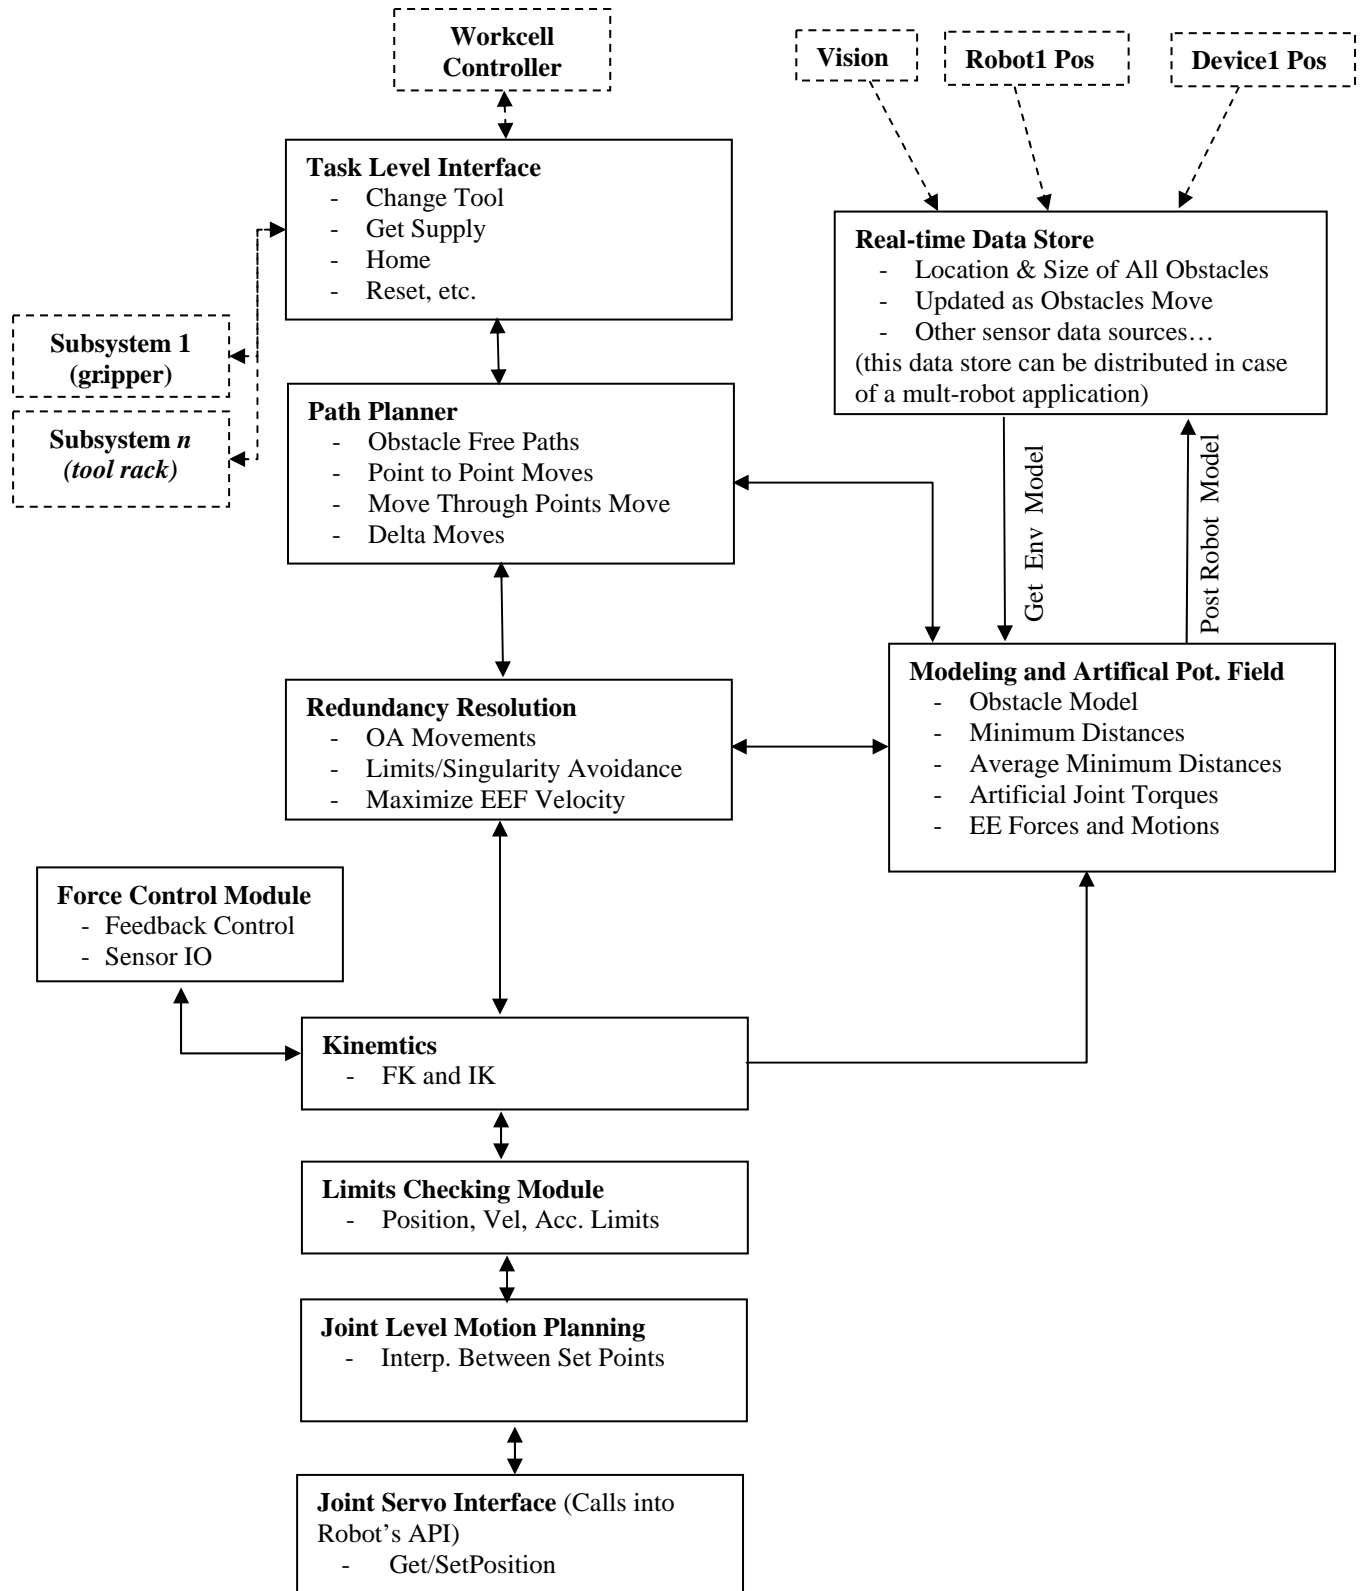 Workcell
Controller
Vision
Robot1 Pos
Device1 Pos
Task Level Interface
- Change Tool
- Get Supply
- Home
- Reset, etc.
Real-time Data Store
- Location & Size of All Obstacles
- Updated as Obstacles Move
- Other sensor data sources…
(this data store can be distributed in case
of a mult-robot application)
Subsystem 1
(gripper)
Subsystem n
(tool rack)
Path Planner
- Obstacle Free Paths
- Point to Point Moves
- Move Through Points Move
- Delta Moves
Get Env Model
Post Robot Model
Redundancy Resolution
- OA Movements
- Limits/Singularity Avoidance
- Maximize EEF Velocity
Modeling and Artifical Pot. Field
- Obstacle Model
- Minimum Distances
- Average Minimum Distances
- Artificial Joint Torques
- EE Forces and Motions
Force Control Module
- Feedback Control
- Sensor IO
Kinemtics
- FK and IK
Limits Checking Module
- Position, Vel, Acc. Limits
Joint Level Motion Planning
- Interp. Between Set Points
Joint Servo Interface (Calls into
Robot’s API)
- Get/SetPosition